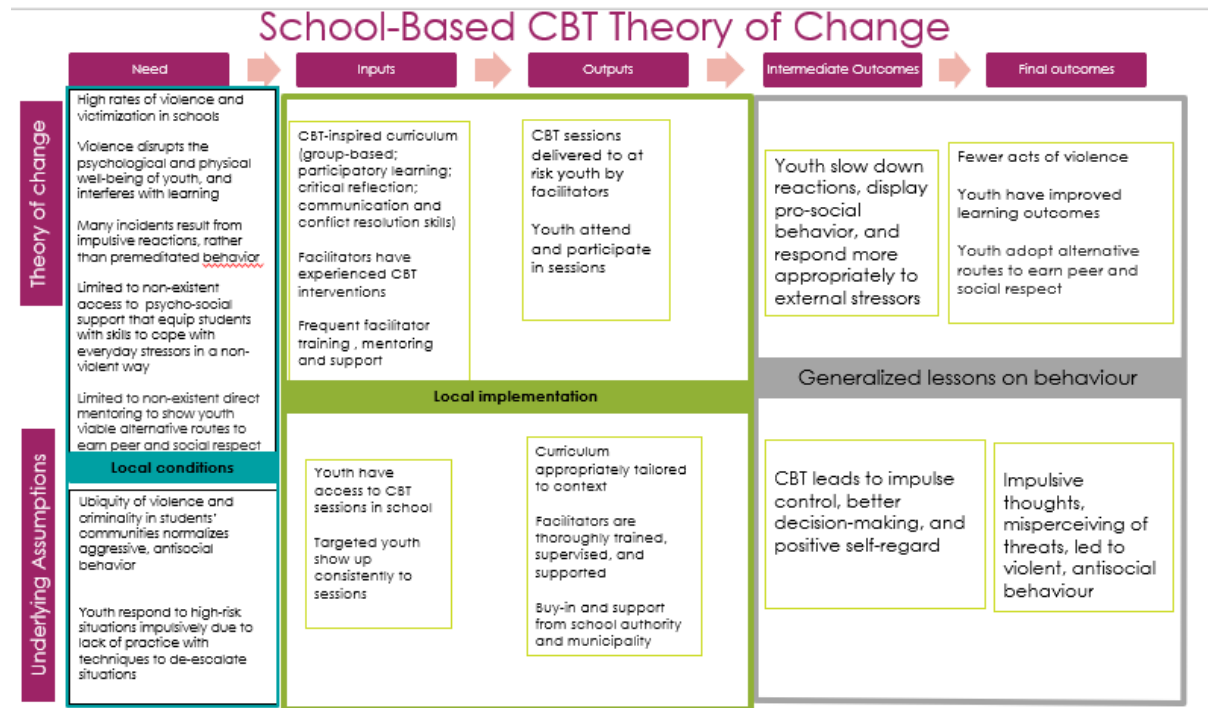 School-Based CBT Theory of Change
Need
Inputs
Outputs
Intermediate Outcomes
Final outcomes
Theory of change
High rates of violence and
victimization in schools
Violence disrupts the
psychological and physical
well-being of youth, and
interferes with learning
Many incidents result from
impulsive reactions, rather
than premeditated behavior
Limited to non-existent
access to psycho-social
support that equip students
with skills to cope with
everyday stressors in a non-
violent way
Limited to non-existent direct
mentoring to show youth
viable alternative routes to
earn peer and social respect
CBT-inspired curriculum
(group-based;
participatory learning;
critical reflection;
communication and
conflict resolution skills)
Facilitators have
experienced CBT
interventions
Frequent facilitator
training , mentoring
and support
CBT sessions
delivered to at
risk youth by
facilitators
Youth attend
and participate
in sessions
Youth slow down
reactions, display
pro-social
behavior, and
respond more
appropriately to
external stressors
Fewer acts of violence
Youth have improved
learning outcomes
Youth adopt alternative
routes to earn peer and
social respect
Local conditions
Local implementation
Generalized lessons on behaviour
Underlying Assumptions
Ubiquity of violence and
criminality in students'
communities normalizes
aggressive, antisocial
behavior
Youth respond to high-risk
situations impulsively due to
lack of practice with
techniques to de-escalate
situations
Youth have
access to CBT
sessions in school
Targeted youth
show up
consistently to
sessions
Curriculum
appropriately tailored
to context
Facilitators are
thoroughly trained,
supervised, and
supported
Buy-in and support
from school authority
and municipality
CBT leads to impulse
control, better
decision-making, and
positive self-regard
Impulsive
thoughts,
misperceiving of
threats, led to
violent, antisocial
behaviour